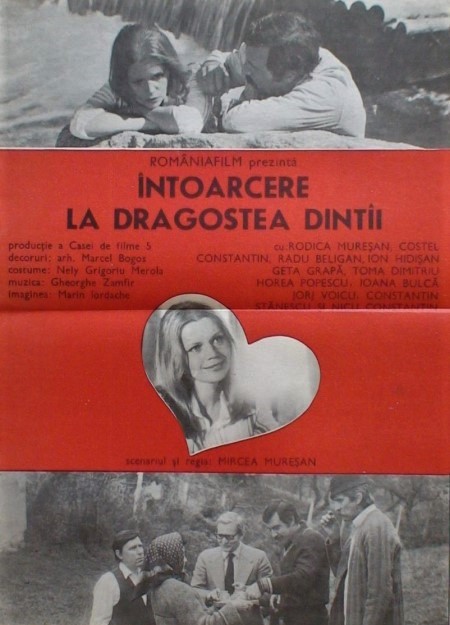 ROMÂNIAFILM prezintă
ÎNTOARCERE
LA DRAGOSTEA DINTÎI
producție a Casei de filme 5
decoruri: arh. Marcel Bogos
costume: Nely Grigoriu Merola
muzica: Gheorghe Zamfir
imaginea: Marin Iordache
cu: RODICA MUREȘAN, COSTEL
CONSTANTIN, RADU BELIGAN, ION HIDIȘAN
GETA GRAPĂ, TOMA DIMITRIU
HOREA POPESCU, IOANA BULCĂ
JORJ VOICU, CONSTANTIN
STĂNESCU ȘI NICU CONSTANTIN
scenariul și regia: MIRCEA MUREȘAN